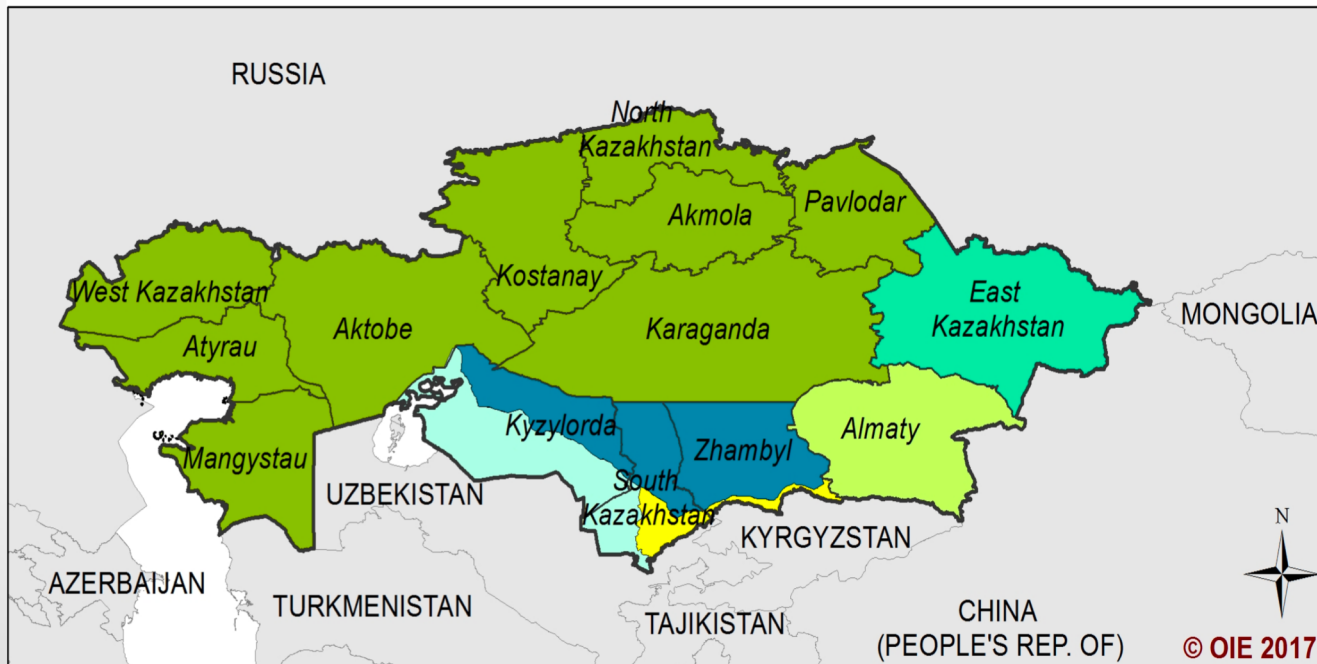 RUSSIA
North
Kazakhstan
Pavlodar
Akmola
Kostanay
West Kazakhstan
East
Kazakhstan
MONGOLIA
Aktobe
Karaganda
Atyrau
Kyzylorda
Zhambyl
Almaty
Mangystau
South
Kazakhstan
UZBEKISTAN
KYRGYZSTAN
N
AZERBAIJAN
TURKMENISTAN
TAJIKISTAN
CHINA
(PEOPLE'S REP. OF)
© OIE 2017